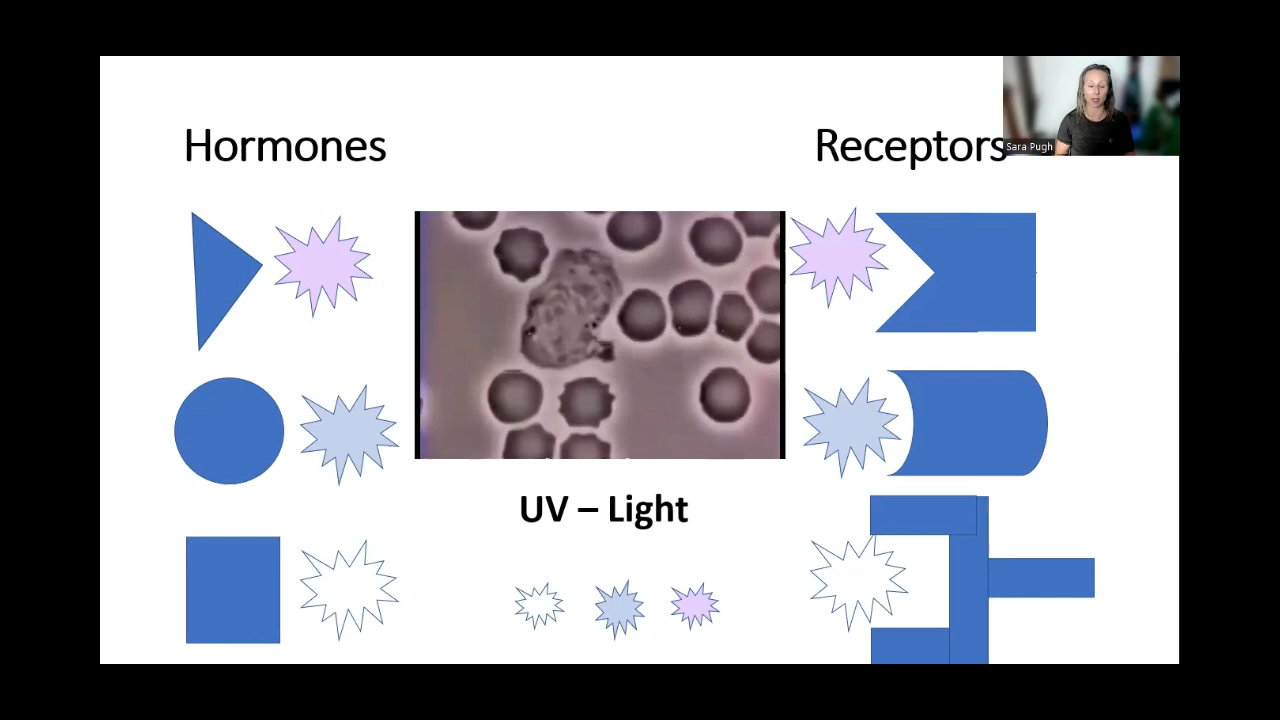 Hormones
Receptors
Sara Pugh
UV – Light